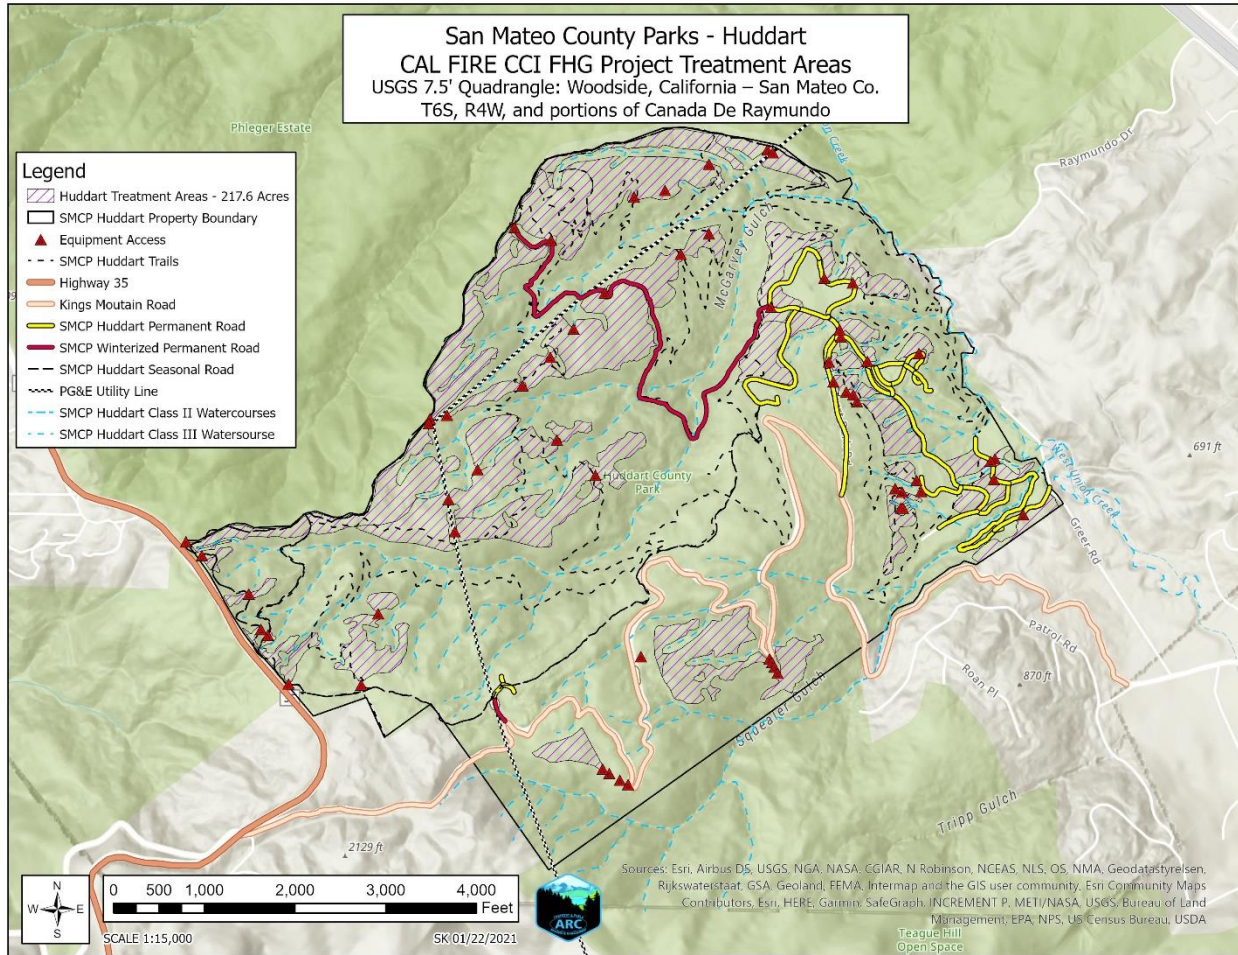 San Mateo County Parks - Huddart
CAL FIRE CCI FHG Project Treatment Areas
USGS 7.5' Quadrangle: Woodside, California – San Mateo Co.
T6S, R4W, and portions of Canada De Raymundo
Phleger Estate
Raymundo Dr
Creek
Legend
Huddart Treatment Areas - 217.6 Acres
SMCP Huddart Property Boundary
Equipment Access
SMCP Huddart Trails
Highway 35
Kings Moutain Road
SMCP Huddart Permanent Road
SMCP Winterized Permanent Road
SMCP Huddart Seasonal Road
PG&E Utility Line
SMCP Huddart Class II Watercourses
SMCP Huddart Class III Watersourse
McGarvey Gulch
Huddart County
Park
691 ft
West Union Creek
Greer Rd
Patrol Rd
Roan Pl
870 ft
Squealer Gulch
Tripp Gulch
2129 ft
N
W E
S
0 500 1,000 2,000 3,000 4,000
Feet
SCALE 1:15,000
SK 01/22/2021
ARC
Sources: Esri, Airbus DS, USGS, NGA, NASA, CGIAR, N Robinson, NCEAS, NLS, OS, NMA, Geodatastyrelsen,
Rijkswaterstaat, GSA, Geoland, FEMA, Intermap and the GIS user community, Esri Community Maps
Contributors, Esri, HERE, Garmin, SafeGraph, INCREMENT P, METI/NASA, USGS, Bureau of Land
Management, EPA, NPS, US Census Bureau, USDA
Teague Hill
Open Space